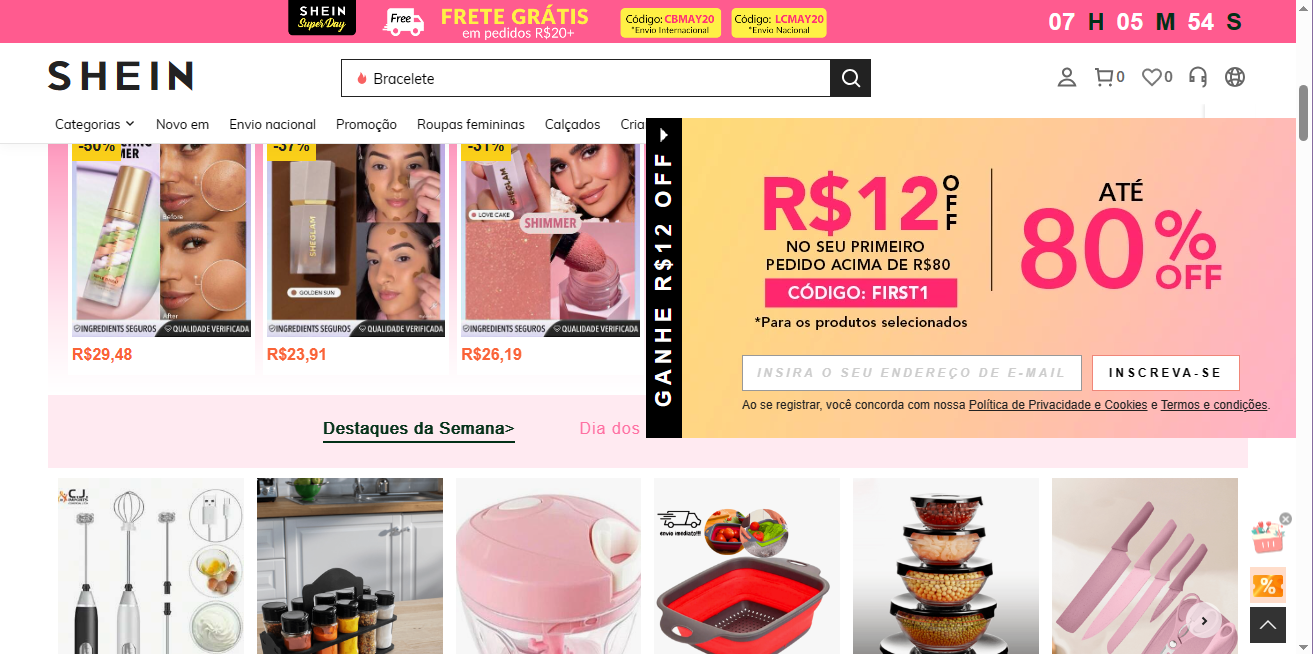 SHEIN
Super Day
Free
FRETE GRÁTIS
em pedidos R$20+
Código: CBMAY20
*Envio Internacional
Código: LCMAY20
*Envio Nacional
07 H 05 M 54 S
SHEIN
Bracelete
0
0
Categorias
Novo em
Envio nacional
Promoção
Roupas femininas
Calçados
Cria
-50%
-37%
-31%
Before
After
SHEGLAM
GOLDEN SUN
LOVE CAKE
SHIMMER
INGREDIENTS SEGUROS
QUALIDADE VERIFICADA
INGREDIENTS SEGUROS
QUALIDADE VERIFICADA
INGREDIENTS SEGUROS
QUALIDADE VERIFICADA
R$29,48
R$23,91
R$26,19
GANHE R$12 OFF
R$12 OFF
NO SEU PRIMEIRO
PEDIDO ACIMA DE R$80
CÓDIGO: FIRST1
*Para os produtos selecionados
ATÉ
80% OFF
INSIRA O SEU ENDEREÇO DE E-MAIL
INSCREVA-SE
Ao se registrar, você concorda com nossa Política de Privacidade e Cookies e Termos e condições.
Destaques da Semana>
Dia dos
envio imediato!!!